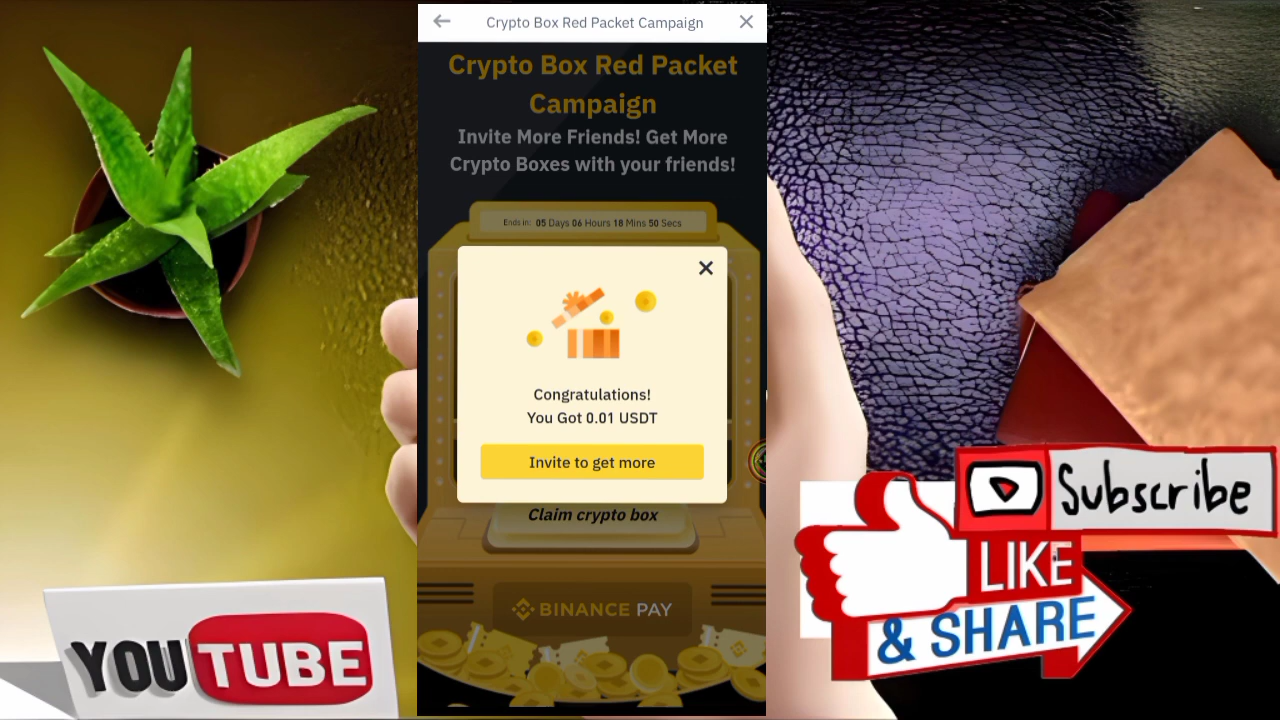 Crypto Box Red Packet Campaign
Crypto Box Red Packet
Campaign
Invite More Friends! Get More
Crypto Boxes with your friends!
Ends in: 05 Days 06 Hours 18 Mins 50 Secs
Congratulations!
You Got 0.01 USDT
Invite to get more
Claim crypto box
BINANCE PAY
YOUTUBE
Subscribe
LIKE
& SHARE